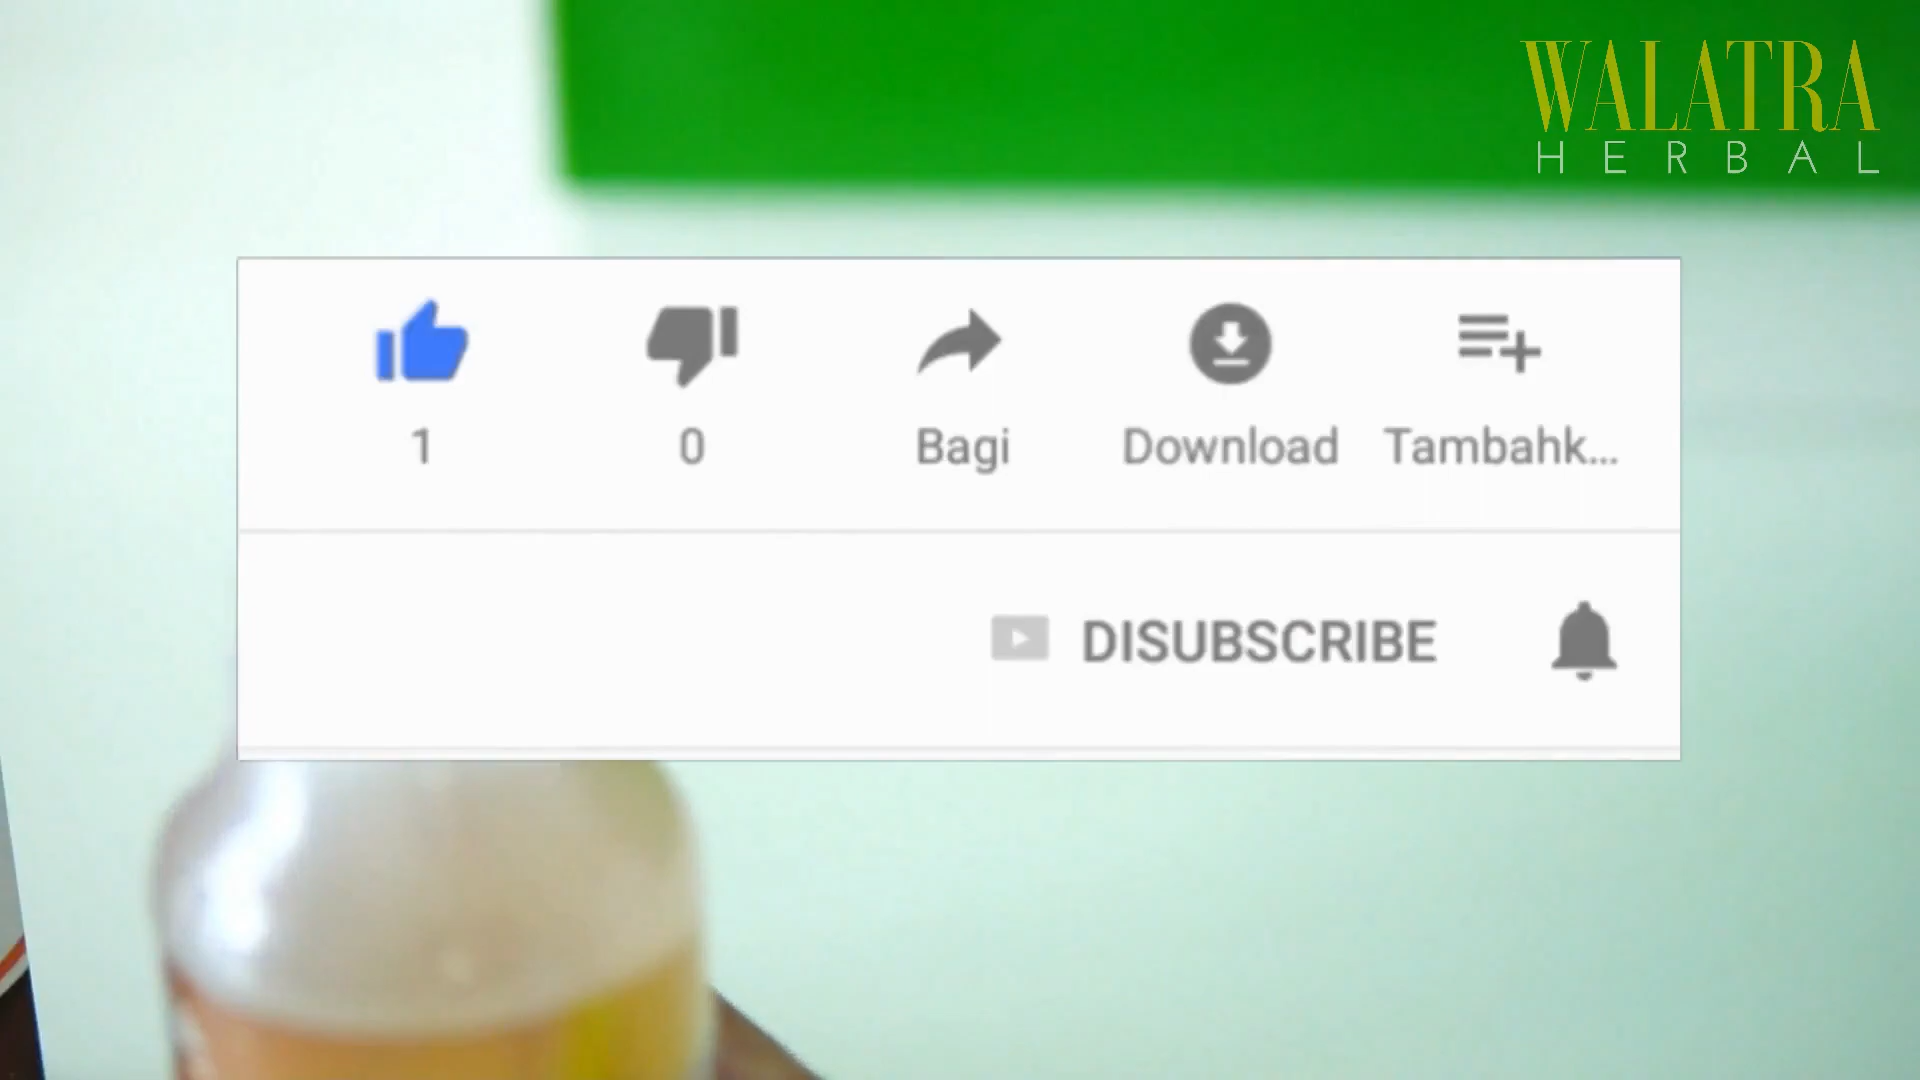 WALATRA
HERBAL
1
0
Bagi
Download
Tambahk...
DISUBSCRIBE